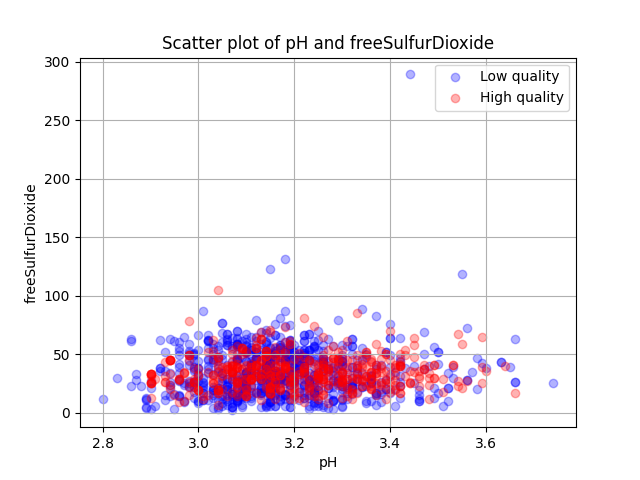 Scatter plot of pH and freeSulfurDioxide
300
250
200
150
100
50
0
freeSulfurDioxide
Low quality
High quality
2.8 3.0 3.2 3.4 3.6
pH